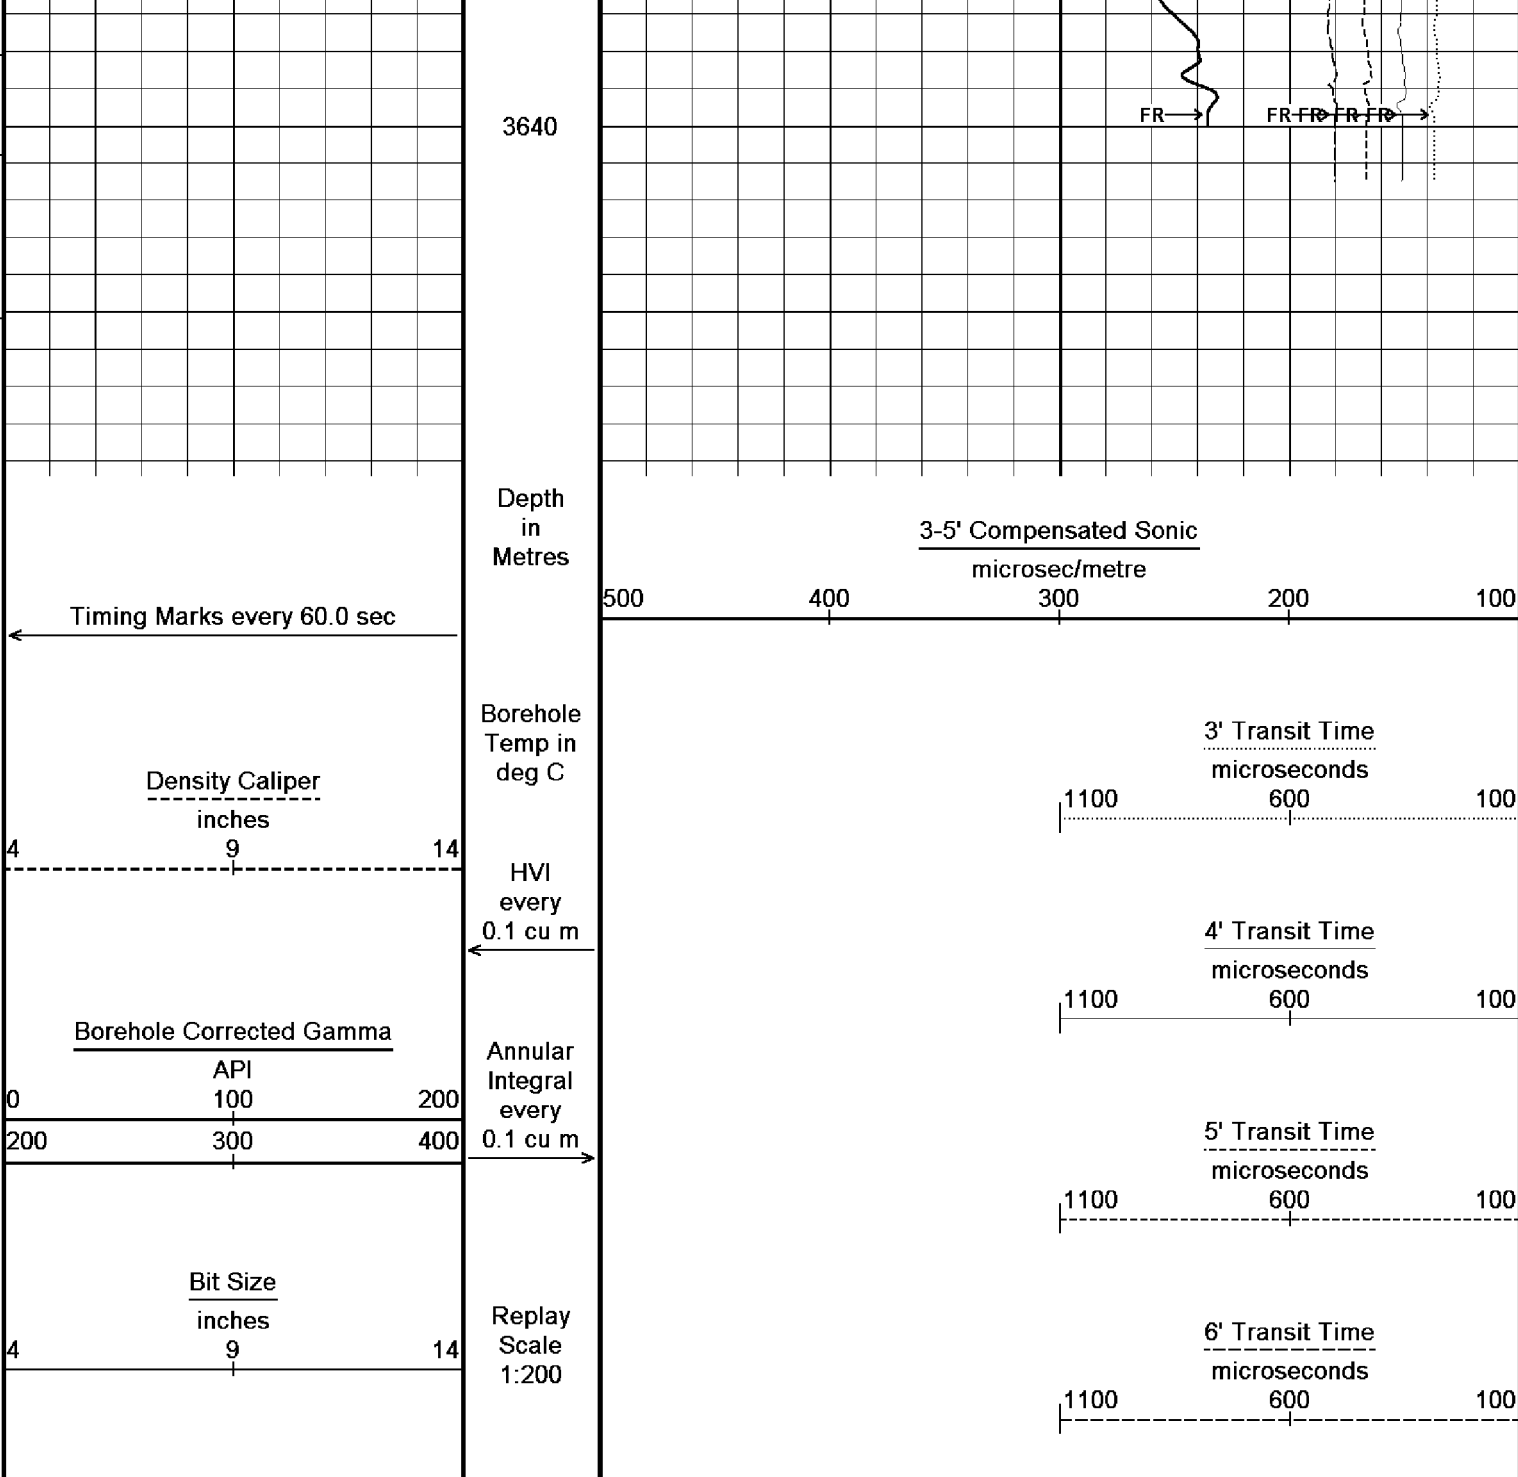 3640
FR
FR FR FR FR
Depth
in
Metres
Timing Marks every 60.0 sec
Borehole
Temp in
deg C
Density Caliper
inches
4 9 14
HVI
every
0.1 cu m
Borehole Corrected Gamma
API
0 100 200
200 300 400
Annular
Integral
every
0.1 cu m
Bit Size
inches
4 9 14
Replay
Scale
1:200
3-5' Compensated Sonic
microsec/metre
500 400 300 200 100
3' Transit Time
microseconds
1100 600 100
4' Transit Time
microseconds
1100 600 100
5' Transit Time
microseconds
1100 600 100
6' Transit Time
microseconds
1100 600 100